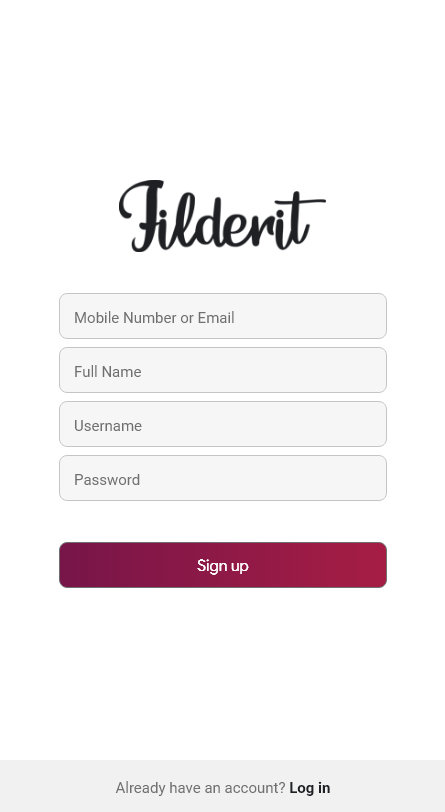 Filderit
Mobile Number or Email
Full Name
Username
Password
Sign up
Already have an account? Log in